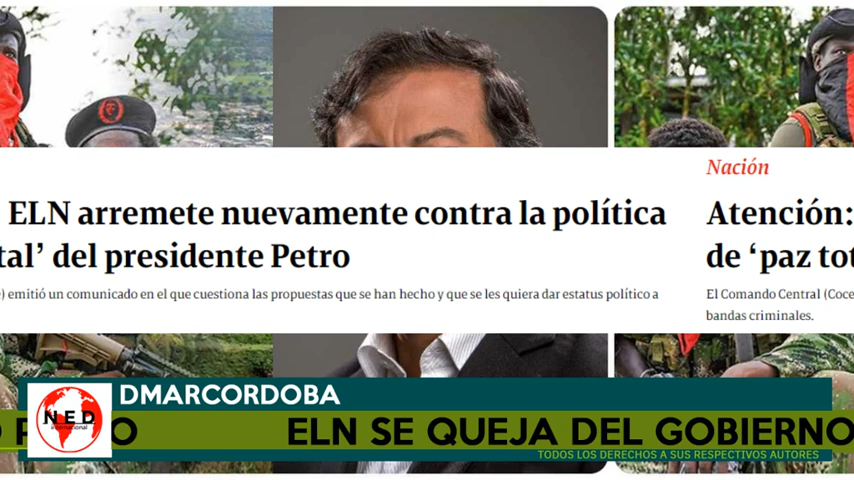 ELN arremete nuevamente contra la política
tal’ del presidente Petro
) emitió un comunicado en el que cuestiona las propuestas que se han hecho y que se les quiera dar estatus político a
Nación
Atención:
de ‘paz tot
El Comando Central (Coce
bandas criminales.
DMARCORDOBA
NED
internacional
O ELN SE QUEJA DEL GOBIERNO
TODOS LOS DERECHOS A SUS RESPECTIVOS AUTORES